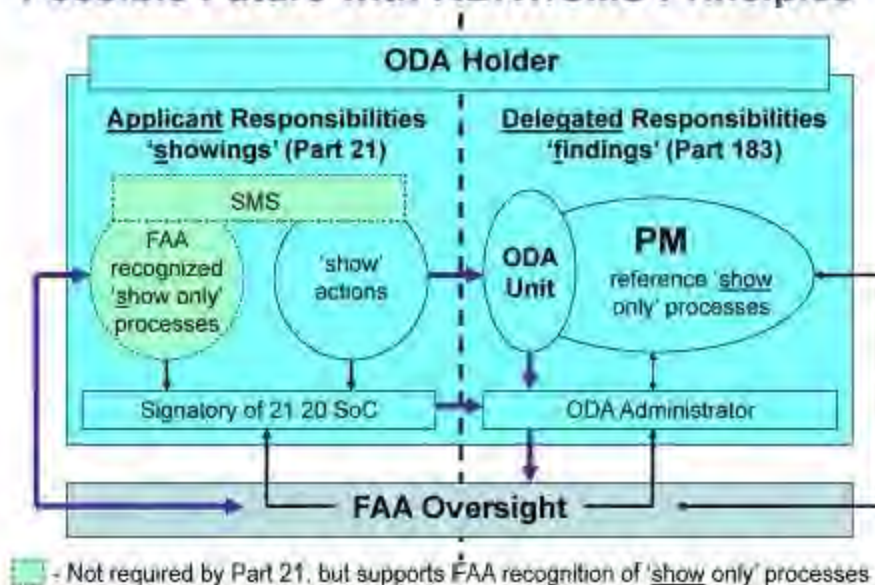 ODA Holder
Applicant Responsibilities
'showings' (Part 21)
Delegated Responsibilities
'findings' (Part 183)
SMS
FAA
recognized
'show only'
processes
'show'
actions
ODA
Unit
PM
reference 'show
only' processes
Signatory of 21 20 SoC
ODA Administrator
FAA Oversight
- Not required by Part 21, but supports FAA recognition of 'show only' processes